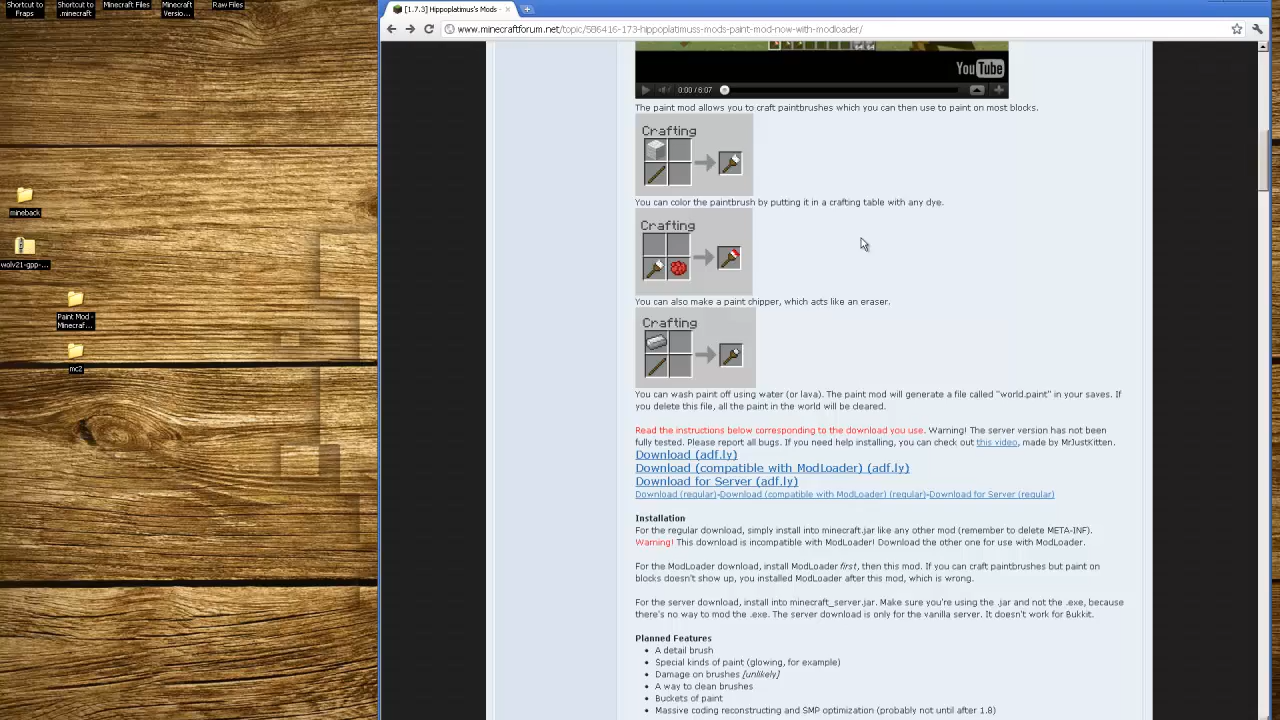 Shortcut to
Fraps
Shortcut to
.minecraft
Minecraft Files
Minecraft
Versio...
Raw Files
[1.7.3] Hippoplatimus's Mods -
www.minecraftforum.net/topic/586416-173-hippoplatimuss-mods-paint-mod-now-with-modloader/
YouTube
0:00 / 6:07
The paint mod allows you to craft paintbrushes which you can then use to paint on most blocks.
Crafting
You can color the paintbrush by putting it in a crafting table with any dye.
Crafting
You can also make a paint chipper, which acts like an eraser.
Crafting
You can wash paint off using water (or lava). The paint mod will generate a file called "world.paint" in your saves. If
you delete this file, all the paint in the world will be cleared.
Read the instructions below corresponding to the download you use. Warning! The server version has not been
fully tested. Please report all bugs. If you need help installing, you can check out this video, made by MrJustKitten.
Download (adf.ly)
Download (compatible with ModLoader) (adf.ly)
Download for Server (adf.ly)
Download (regular)-Download (compatible with ModLoader) (regular)-Download for Server (regular)
Installation
For the regular download, simply install into minecraft.jar like any other mod (remember to delete META-INF).
Warning! This download is incompatible with ModLoader! Download the other one for use with ModLoader.
For the ModLoader download, install ModLoader first, then this mod. If you can craft paintbrushes but paint on
blocks doesn't show up, you installed ModLoader after this mod, which is wrong.
For the server download, install into minecraft_server.jar. Make sure you're using the .jar and not the .exe, because
there's no way to mod the .exe. The server download is only for the vanilla server. It doesn't work for Bukkit.
Planned Features
• A detail brush
• Special kinds of paint (glowing, for example)
• Damage on brushes [unlikely]
• A way to clean brushes
• Buckets of paint
• Massive coding reconstructing and SMP optimization (probably not until after 1.8)
mineback
wolv21-gpp-...
Paint Mod -
Minecraf...
mc2